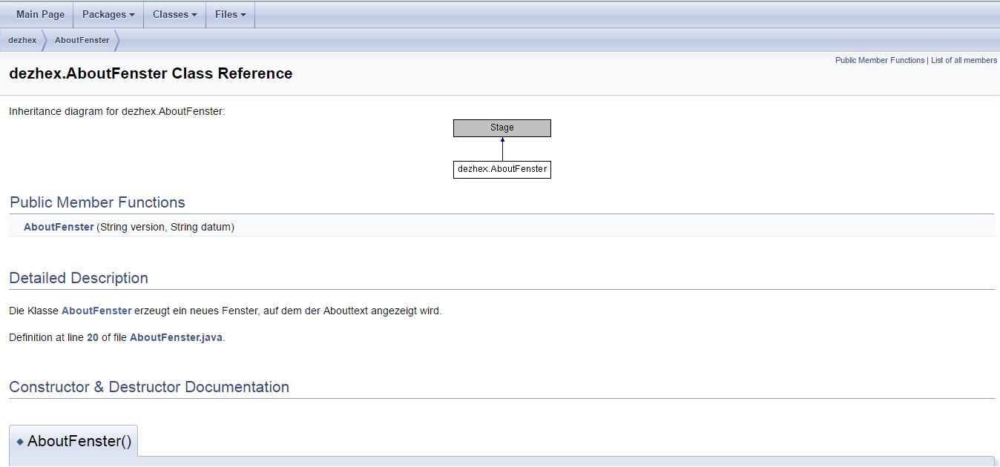 Main Page Packages Classes Files
dezhex AboutFenster
Public Member Functions | List of all members
dezhex.AboutFenster Class Reference
Inheritance diagram for dezhex.AboutFenster:
Stage
dezhex.AboutFenster
Public Member Functions
AboutFenster (String version, String datum)
Detailed Description
Die Klasse AboutFenster erzeugt ein neues Fenster, auf dem der Abouttext angezeigt wird.
Definition at line 20 of file AboutFenster.java.
Constructor & Destructor Documentation
◆ AboutFenster()